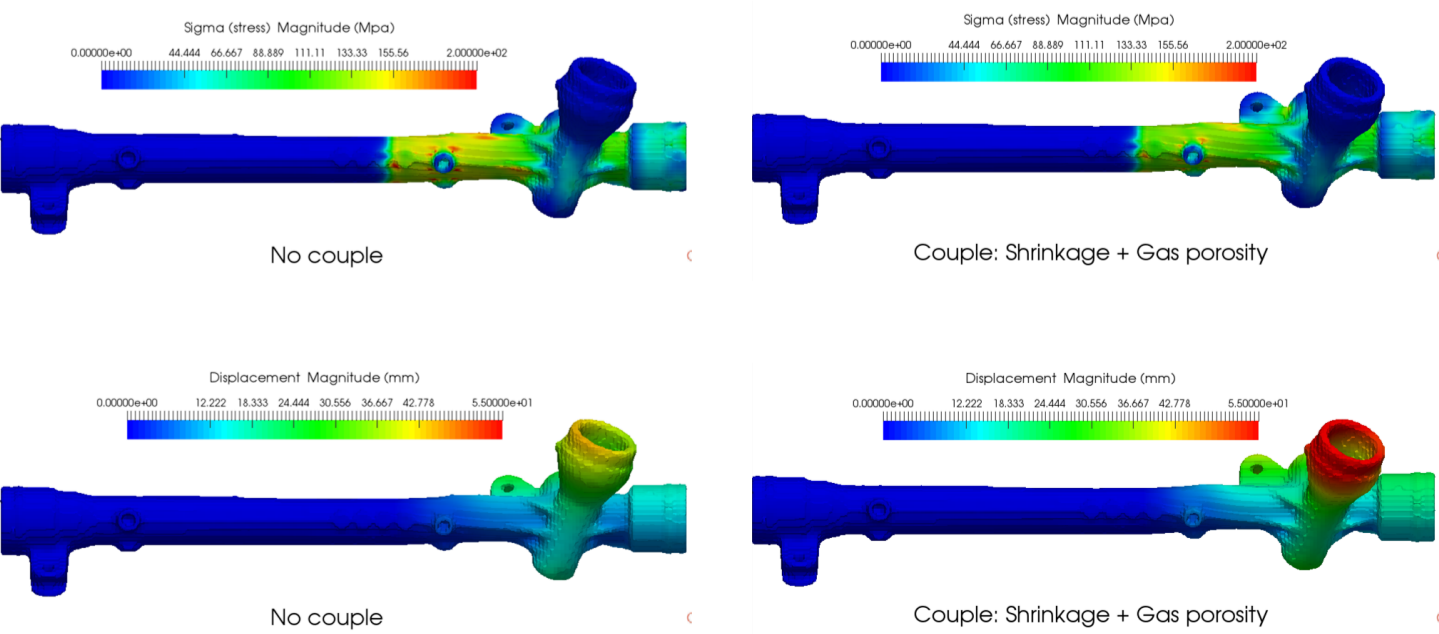 Sigma (stress) Magnitude (Mpa)
0.00000e+00 44.444 66.667 88.889 111.11 133.33 155.56 2.00000e+02
No couple
Sigma (stress) Magnitude (Mpa)
0.00000e+00 44.444 66.667 88.889 111.11 133.33 155.56 2.00000e+02
Couple: Shrinkage + Gas porosity
Displacement Magnitude (mm)
0.00000e+00 12.222 18.333 24.444 30.556 36.667 42.778 5.50000e+01
No couple
Displacement Magnitude (mm)
0.00000e+00 12.222 18.333 24.444 30.556 36.667 42.778 5.50000e+01
Couple: Shrinkage + Gas porosity